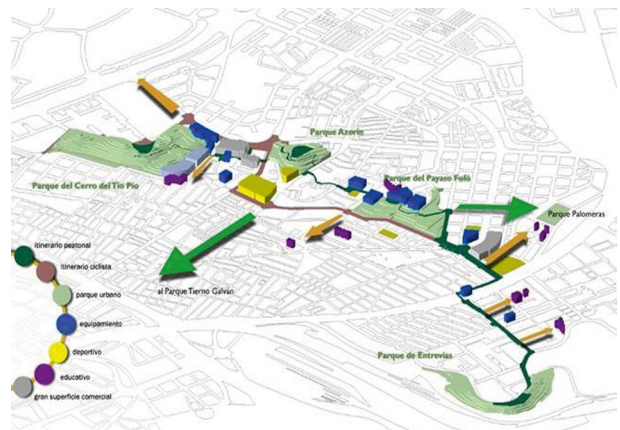 Parque Azorín
Parque del Cerro del Tío Pío
Parque del Payaso Fofó
Parque Palomeras
al Parque Tierno Galván
Parque de Entrevías
itinerario peatonal
itinerario ciclista
parque urbano
equipamiento
deportivo
educativo
gran superficie comercial